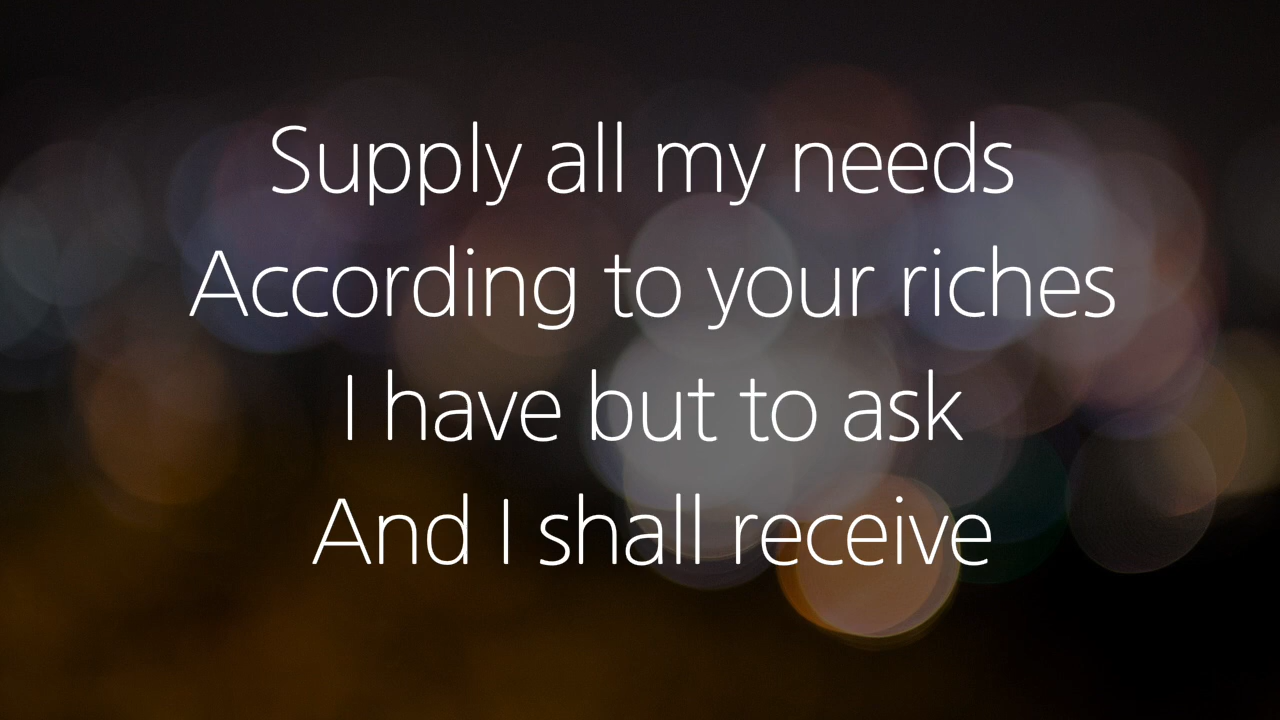 Supply all my needs
According to your riches
I have but to ask
And I shall receive